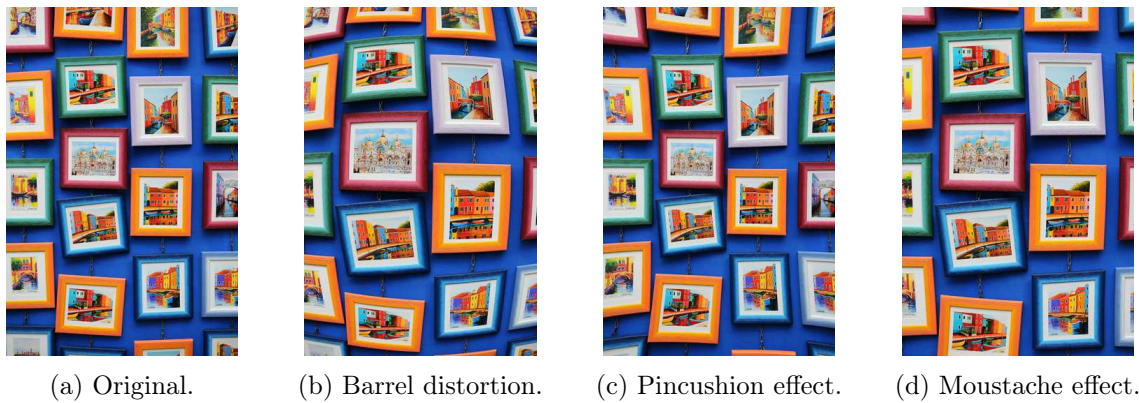 (a) Original.
(b) Barrel distortion.
(c) Pincushion effect.
(d) Moustache effect.